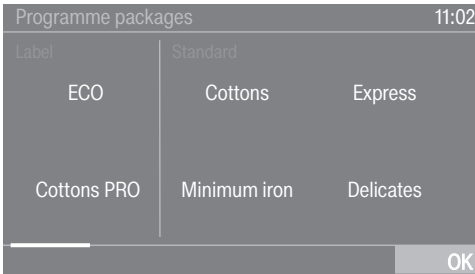 Programme packages 11:02
Label Standard
ECO Cottons Express
Cottons PRO Minimum iron Delicates
OK